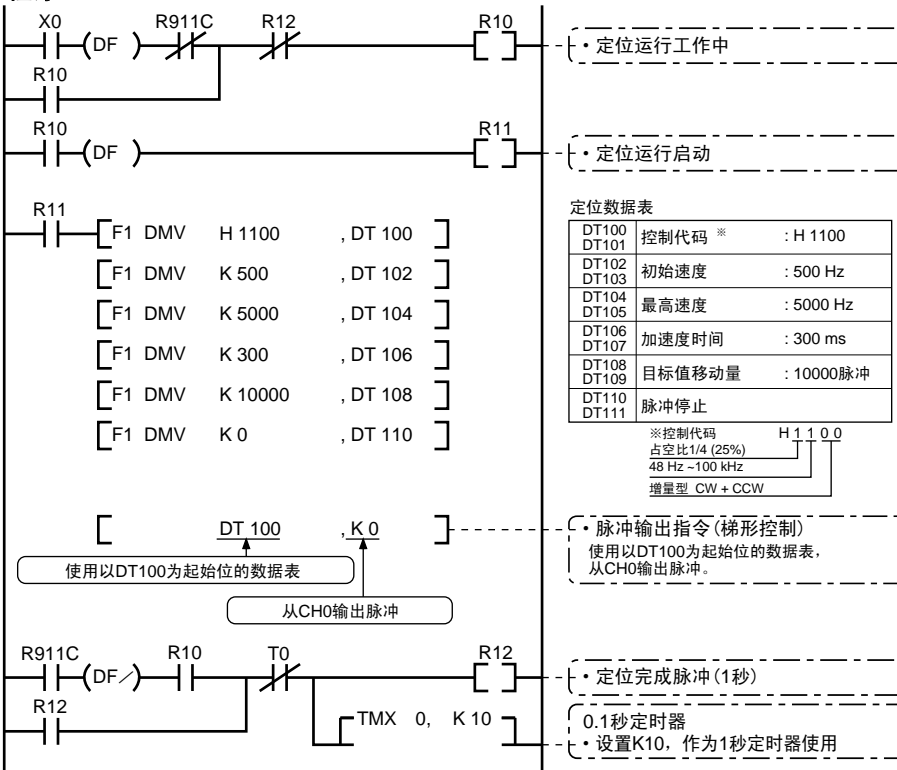 X0 R911C R12 R10
(DF )
・定位运行工作中
R10
R10 R11
(DF )
・定位运行启动
R11
F1 DMV H 1100 , DT 100
F1 DMV K 500 , DT 102
F1 DMV K 5000 , DT 104
F1 DMV K 300 , DT 106
F1 DMV K 10000 , DT 108
F1 DMV K 0 , DT 110
定位数据表
DT100
DT101
控制代码 ※ : H 1100
DT102
DT103
初始速度 : 500 Hz
DT104
DT105
最高速度 : 5000 Hz
DT106
DT107
加速度时间 : 300 ms
DT108
DT109
目标值移动量 : 10000脉冲
DT110
DT111
脉冲停止
※控制代码 H 1 1 0 0
占空比1/4 (25%)
48 Hz ~100 kHz
增量型 CW + CCW
DT 100 , K 0
使用以DT100为起始位的数据表
从CH0输出脉冲
・脉冲输出指令(梯形控制)
使用以DT100为起始位的数据表,
从CH0输出脉冲。
R911C R10 T0 R12
(DF/)
・定位完成脉冲(1秒)
R12
TMX 0, K 10
0.1秒定时器
・设置K10，作为1秒定时器使用